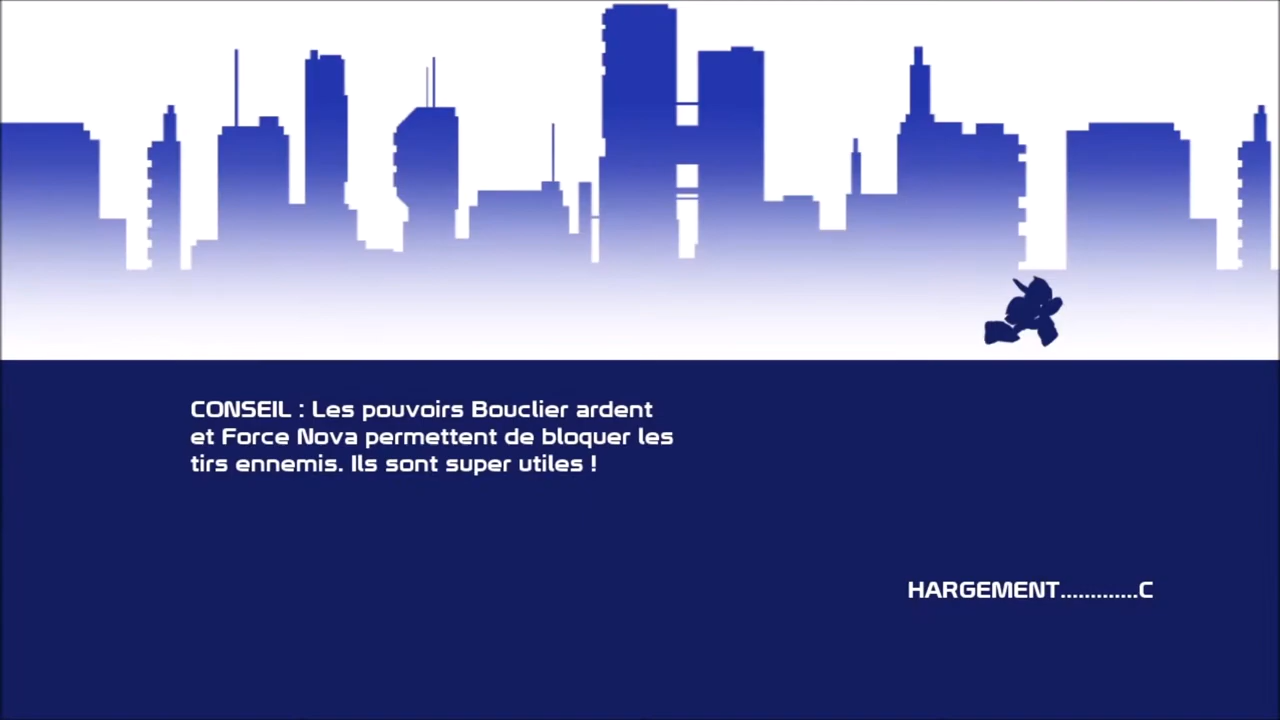 CONSEIL : Les pouvoirs Bouclier ardent
et Force Nova permettent de bloquer les
tirs ennemis. Ils sont super utiles !
HARGEMENT.............C